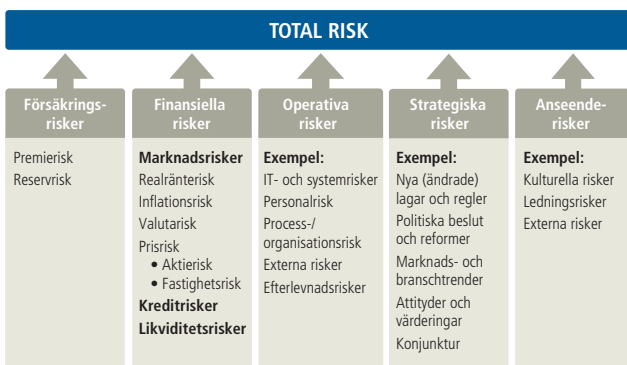 TOTAL RISK
Försäkrings-
risker
Premierisk
Reservrisk
Finansiella
risker
Marknadsrisker
Realränterisk
Inflationsrisk
Valutarisk
Prisrisk
• Aktierisk
• Fastighetsrisk
Kreditrisker
Likviditetsrisker
Operativa
risker
Exempel:
IT- och systemrisker
Personalrisk
Process-/
organisationsrisk
Externa risker
Efterlevnadsrisker
Strategiska
risker
Exempel:
Nya (ändrade)
lagar och regler
Politiska beslut
och reformer
Marknads- och
branschtrender
Attityder och
värderingar
Konjunktur
Anseende-
risker
Exempel:
Kulturella risker
Ledningsrisker
Externa risker